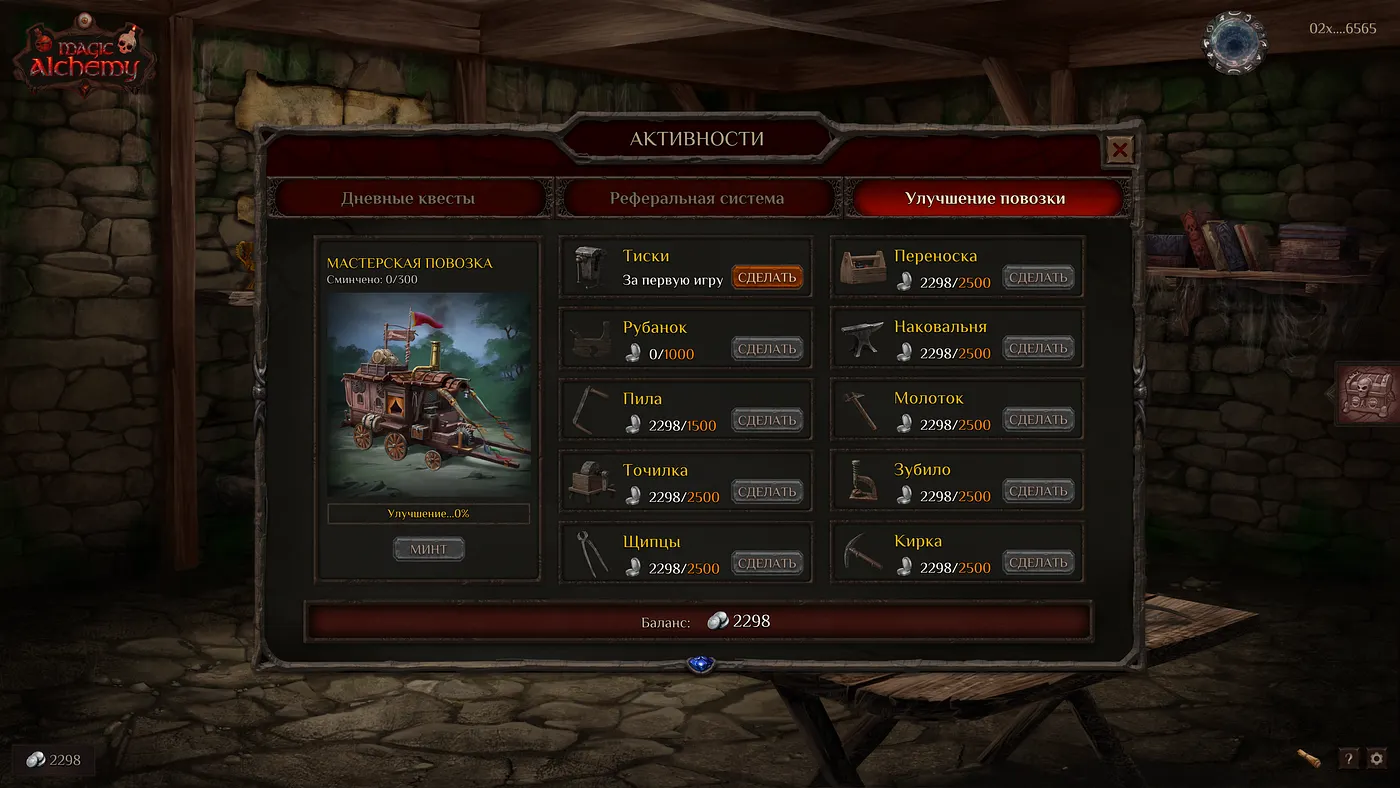 MAGIC
Alchemy
02x....6565
АКТИВНОСТИ
Дневные квесты
Реферальная система
Улучшение повозки
МАСТЕРСКАЯ ПОВОЗКА
Сминчено: 0/300
Улучшение...0%
МИНТ
Тиски
За первую игру
СДЕЛАТЬ
Рубанок
0/1000
СДЕЛАТЬ
Пила
2298/1500
СДЕЛАТЬ
Точилка
2298/2500
СДЕЛАТЬ
Щипцы
2298/2500
СДЕЛАТЬ
Переноска
2298/2500
СДЕЛАТЬ
Наковальня
2298/2500
СДЕЛАТЬ
Молоток
2298/2500
СДЕЛАТЬ
Зубило
2298/2500
СДЕЛАТЬ
Кирка
2298/2500
СДЕЛАТЬ
Баланс: 2298
2298
?